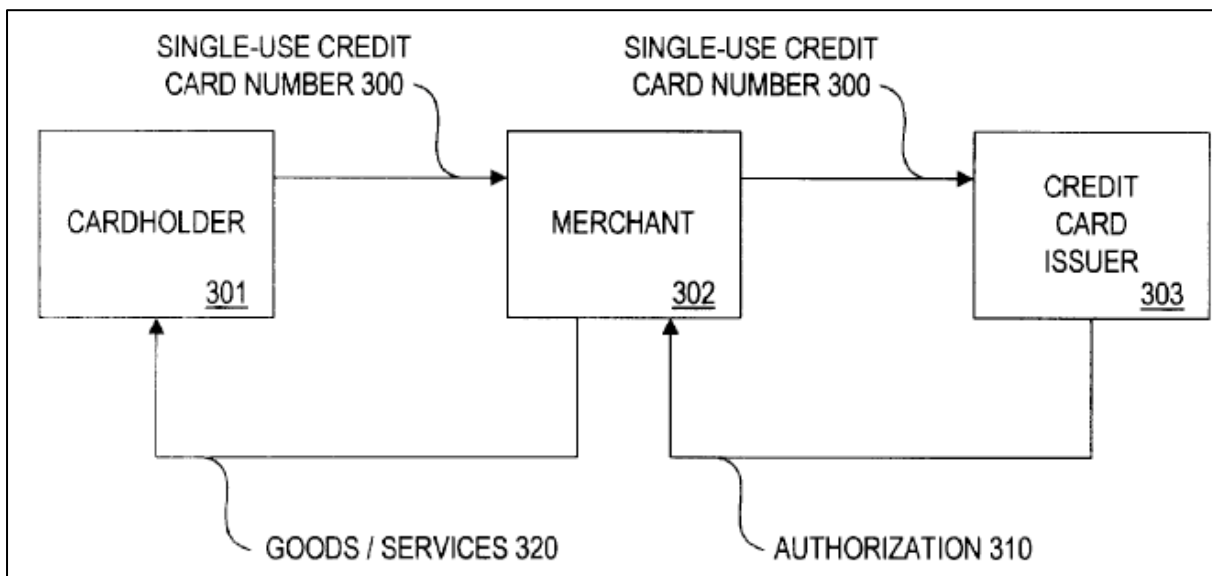 SINGLE-USE CREDIT
CARD NUMBER 300
SINGLE-USE CREDIT
CARD NUMBER 300
CARDHOLDER
301
MERCHANT
302
CREDIT
CARD
ISSUER
303
GOODS / SERVICES 320
AUTHORIZATION 310